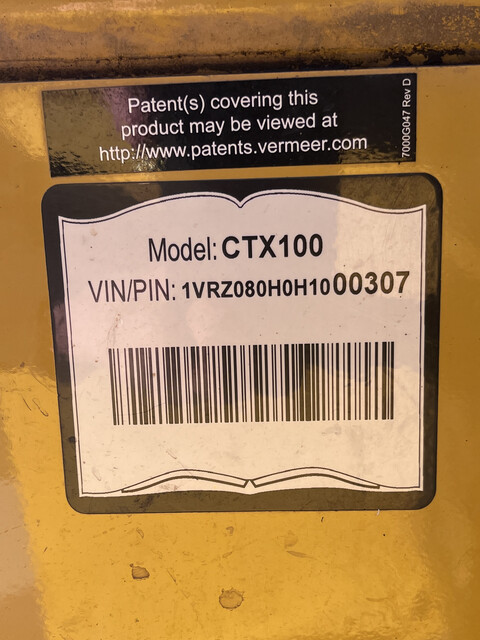 Patent(s) covering this
product may be viewed at
http://www.patents.vermeer.com
7000G047 Rev D
Model: CTX100
VIN/PIN: 1VRZ080H0H1000307